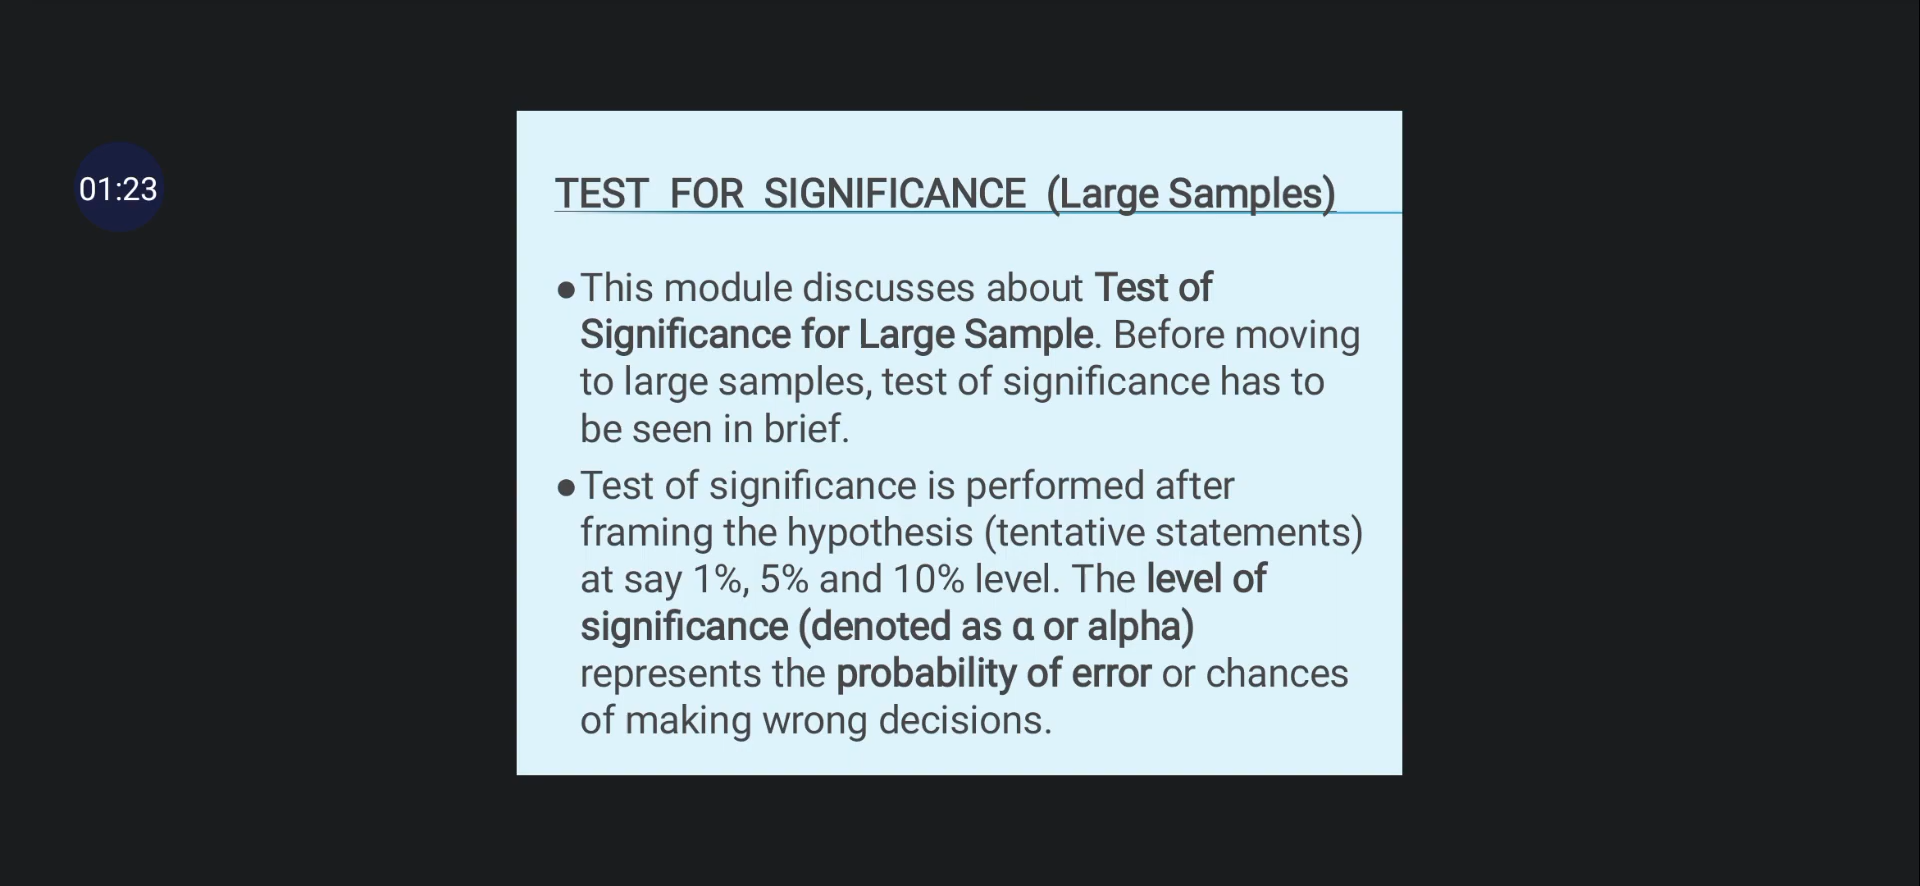 01:23
TEST FOR SIGNIFICANCE (Large Samples)
●This module discusses about Test of
Significance for Large Sample. Before moving
to large samples, test of significance has to
be seen in brief.
●Test of significance is performed after
framing the hypothesis (tentative statements)
at say 1%, 5% and 10% level. The level of
significance (denoted as α or alpha)
represents the probability of error or chances
of making wrong decisions.